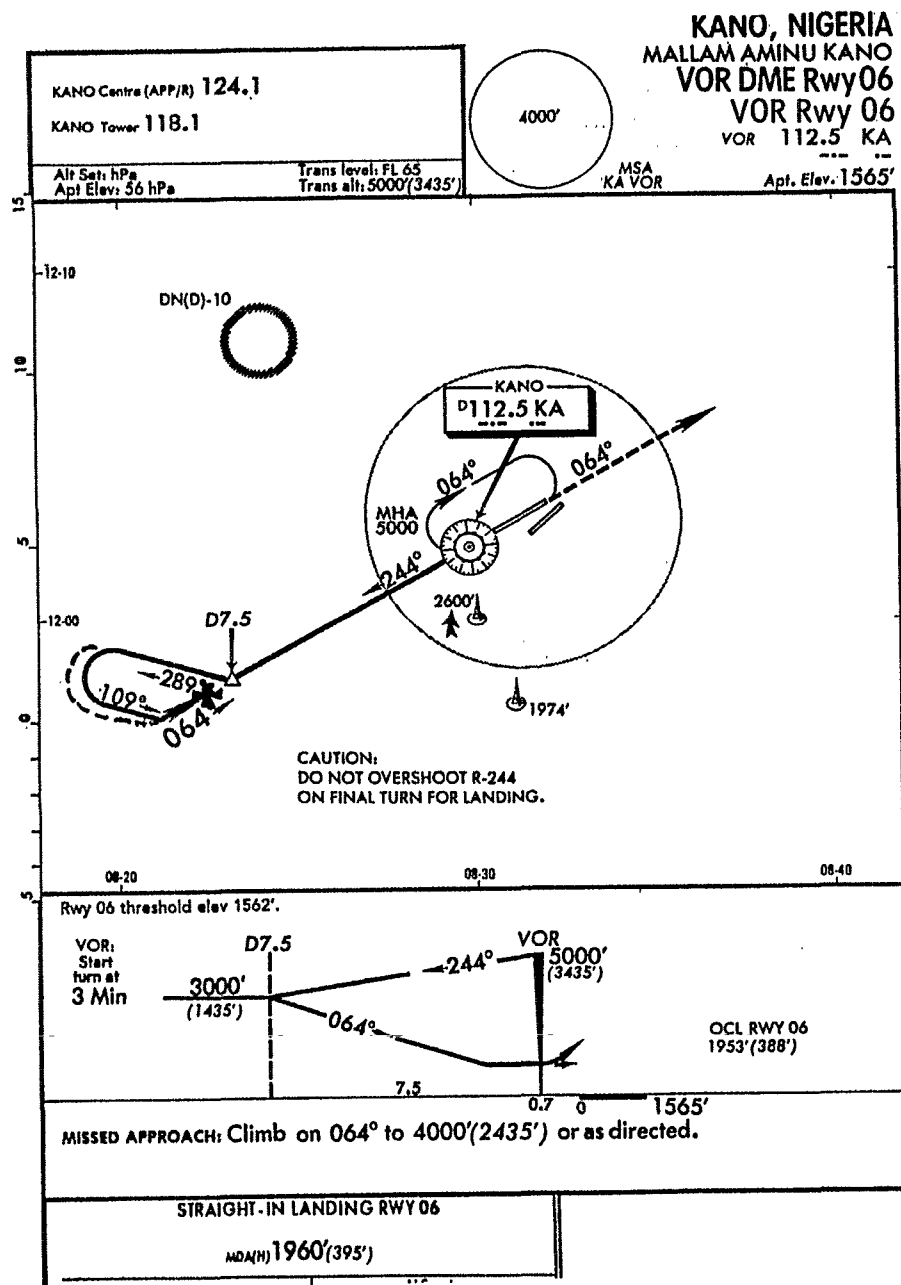 KANO, NIGERIA
MALLAM AMINU KANO
VOR DME Rwy 06
VOR Rwy 06
VOR 112.5 KA
Apt. Elev. 1565'
KANO Centre (APP/R) 124.1
KANO Tower 118.1
Alt Set: hPa
Apt Elev: 56 hPa
Trans level: FL 65
Trans alt: 5000'(3435')
4000'
MSA
KA VOR
15
12-10
DN(D)-10
10
KANO
D112.5 KA
064°
064°
MHA
5000
5
244°
2600'
12-00
D7.5
289°
109°
064°
0
1974'
CAUTION:
DO NOT OVERSHOOT R-244
ON FINAL TURN FOR LANDING.
08-20
08-30
08-40
5
Rwy 06 threshold elev 1562'.
VOR:
Start
turn at
3 Min
D7.5
VOR
5000'
(3435')
244°
3000'
(1435')
064°
OCL RWY 06
1953'(388')
7.5
0.7
0
1565'
MISSED APPROACH: Climb on 064° to 4000'(2435') or as directed.
STRAIGHT-IN LANDING RWY 06
MDA(H) 1960'(395')